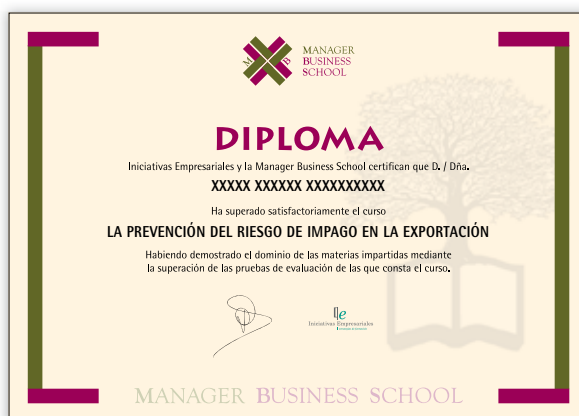 M B
MANAGER
BUSINESS
SCHOOL
DIPLOMA
Iniciativas Empresariales y la Manager Business School certifican que D. / Dña.
XXXXX XXXXXX XXXXXXXXXX
Ha superado satisfactoriamente el curso
LA PREVENCIÓN DEL RIESGO DE IMPAGO EN LA EXPORTACIÓN
Habiendo demostrado el dominio de las materias impartidas mediante
la superación de las pruebas de evaluación de las que consta el curso.
Ie
Iniciativas Empresariales
MANAGER BUSINESS SCHOOL